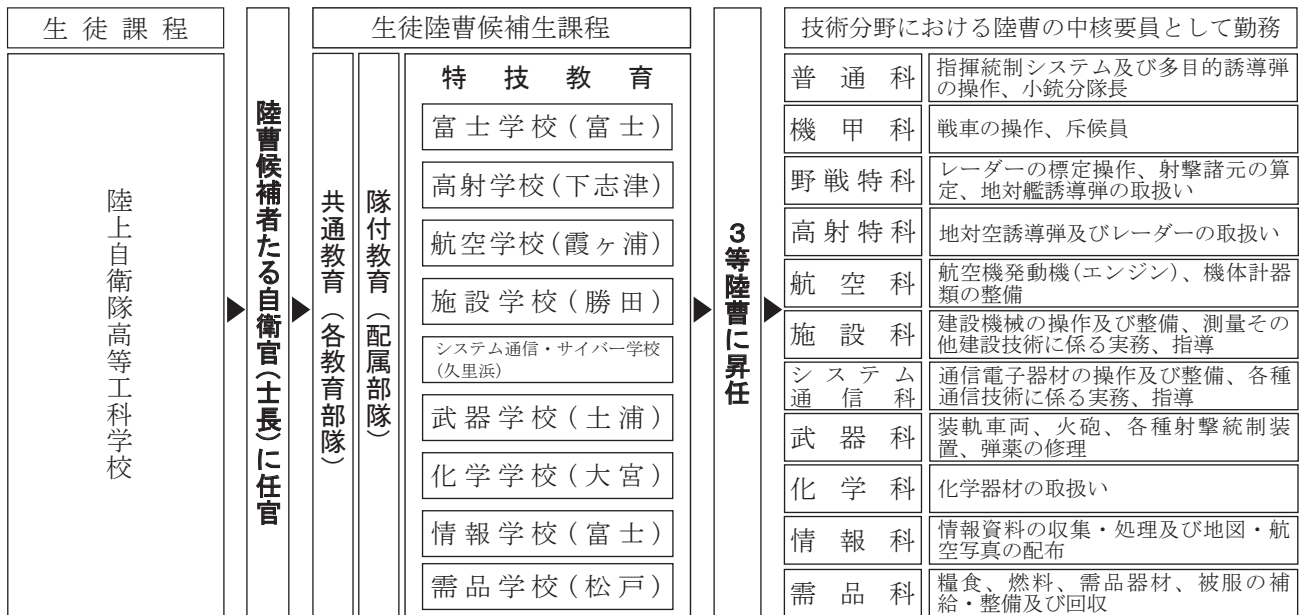 生徒課程
陸上自衛隊高等工科学校
陸曹候補者たる自衛官(士長)に任官
生徒陸曹候補生課程
共通教育(各教育部隊)
隊付教育(配属部隊)
特技教育
富士学校(富士)
高射学校(下志津)
航空学校(霞ヶ浦)
施設学校(勝田)
システム通信・サイバー学校
(久里浜)
武器学校(土浦)
化学学校(大宮)
情報学校(富士)
需品学校(松戸)
3等陸曹に昇任
技術分野における陸曹の中核要員として勤務
普通科
指揮統制システム及び多目的誘導弾
の操作、小銃分隊長
機甲科
戦車の操作、斥候員
野戦特科
レーダーの標定操作、射撃諸元の算
定、地対艦誘導弾の取扱い
高射特科
地対空誘導弾及びレーダーの取扱い
航空科
航空機発動機(エンジン)、機体計器
類の整備
施設科
建設機械の操作及び整備、測量その
他建設技術に係る実務、指導
システム
通信科
通信電子器材の操作及び整備、各種
通信技術に係る実務、指導
武器科
装軌車両、火砲、各種射撃統制装
置、弾薬の修理
化学科
化学器材の取扱い
情報科
情報資料の収集・処理及び地図・航
空写真の配布
需品科
糧食、燃料、需品器材、被服の補
給・整備及び回収